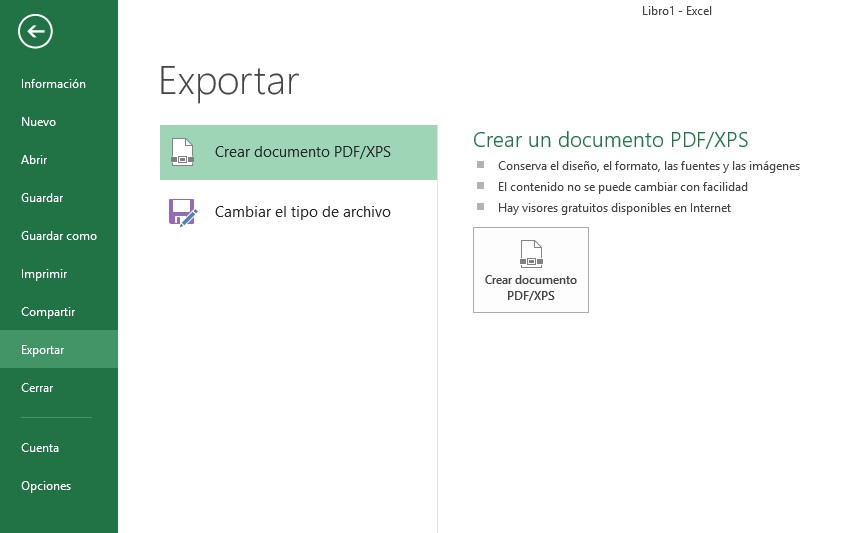 Libro1 - Excel
Información
Nuevo
Abrir
Guardar
Guardar como
Imprimir
Compartir
Exportar
Cerrar
Cuenta
Opciones
Exportar
Crear documento PDF/XPS
Cambiar el tipo de archivo
Crear un documento PDF/XPS
Conserva el diseño, el formato, las fuentes y las imágenes
El contenido no se puede cambiar con facilidad
Hay visores gratuitos disponibles en Internet
Crear documento
PDF/XPS